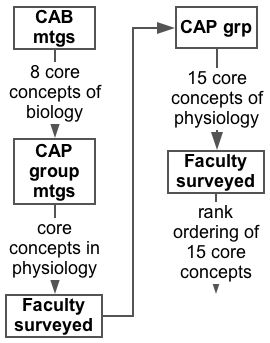 CAB
mtgs
8 core
concepts of
biology
CAP
group
mtgs
core
concepts in
physiology
Faculty
surveyed
CAP grp
15 core
concepts of
physiology
Faculty
surveyed
rank
ordering of
15 core
concepts